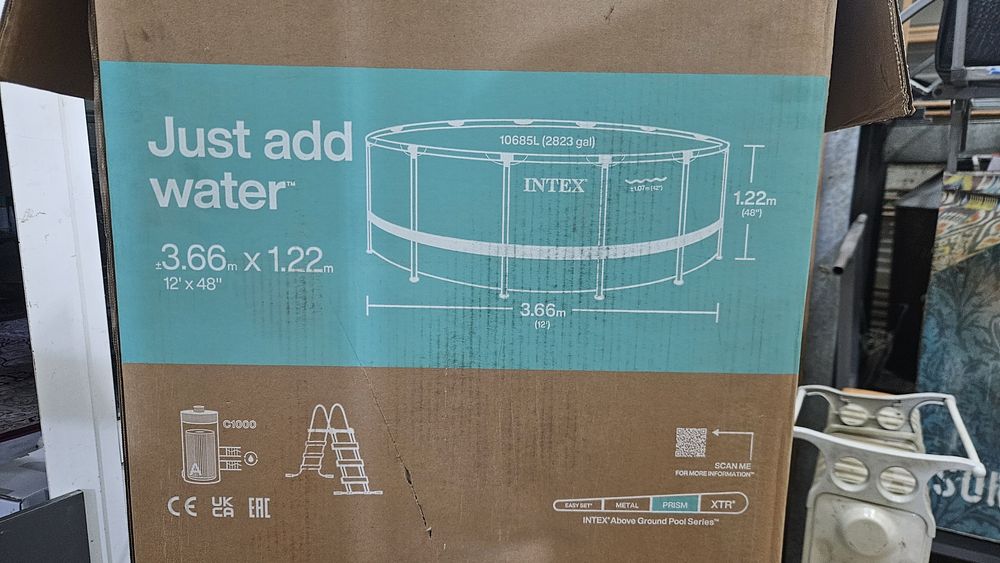 Just add
water™
±3.66m x 1.22m
12' x 48"
10685L (2823 gal)
INTEX®
±1.07m (42")
1.22m
(48")
3.66m
(12')
C1000
A
CE UK CA EAC
SCAN ME
FOR MORE INFORMATION™
EASY SET® METAL PRISM XTR®
INTEX® Above Ground Pool Series™